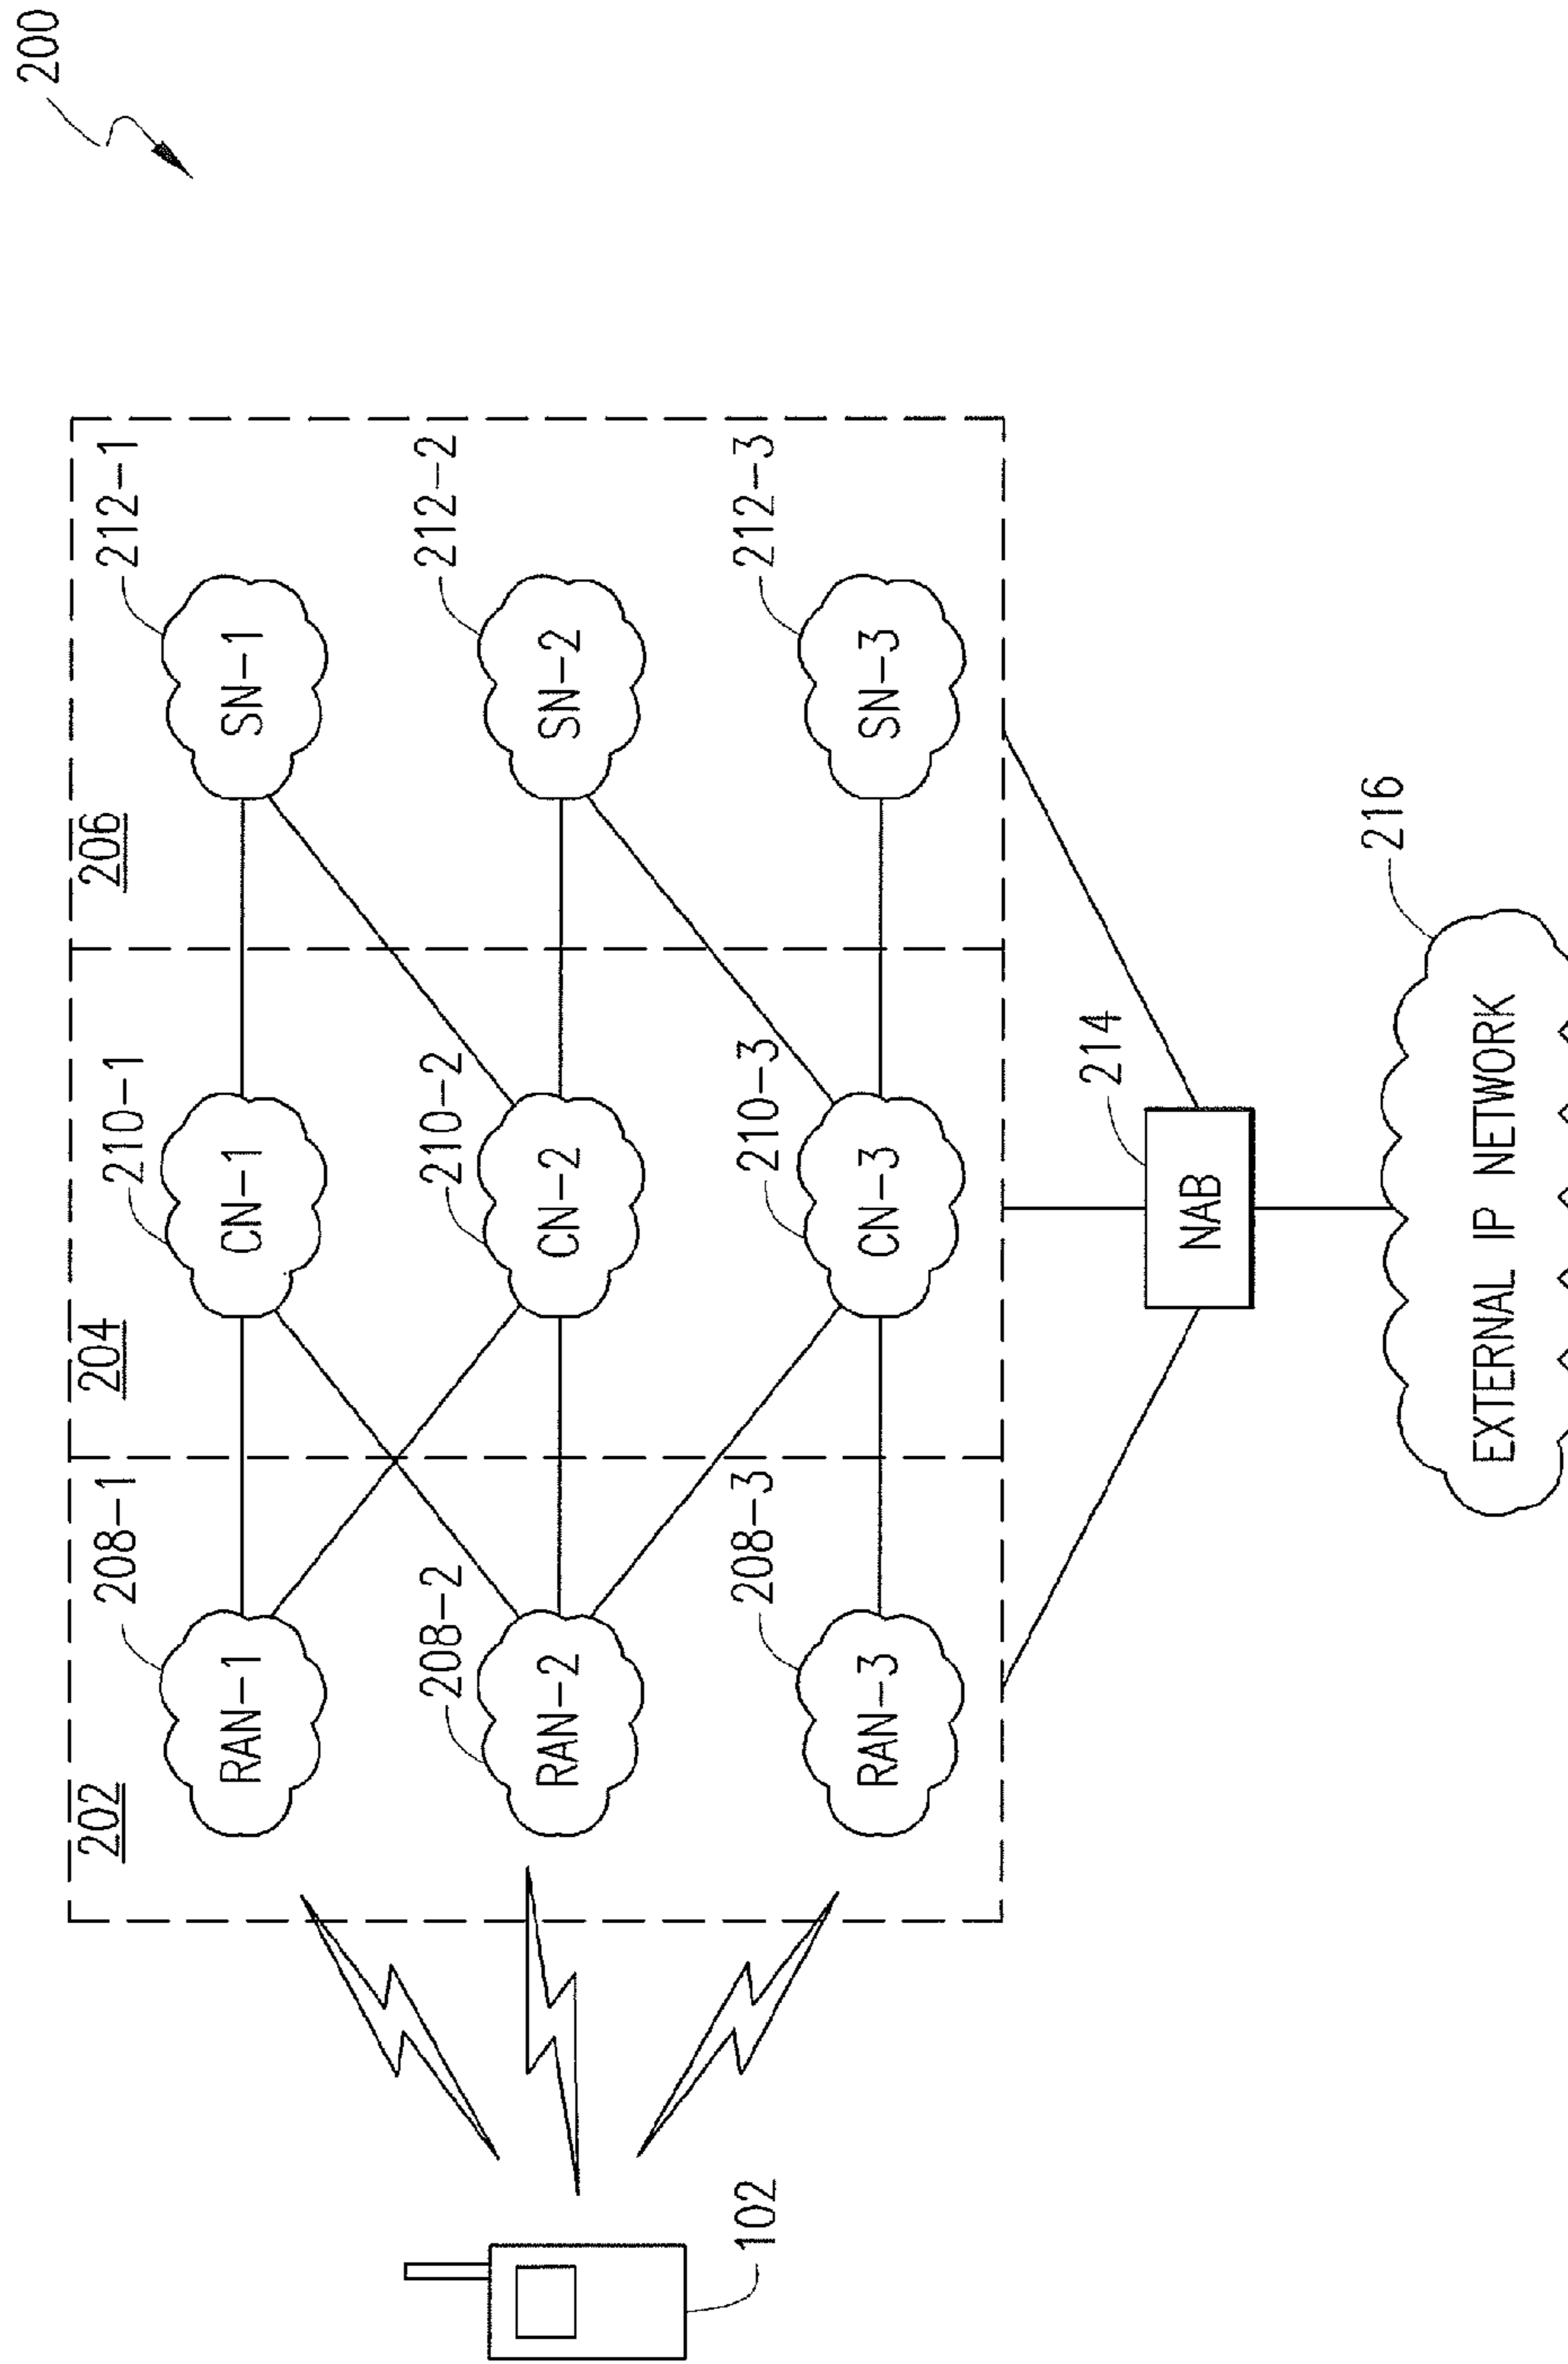 200
202
204
206
208-1
210-1
212-1
RAN-1
CN-1
SN-1
208-2
210-2
212-2
RAN-2
CN-2
SN-2
208-3
210-3
212-3
RAN-3
CN-3
SN-3
102
214
NAB
216
EXTERNAL IP NETWORK